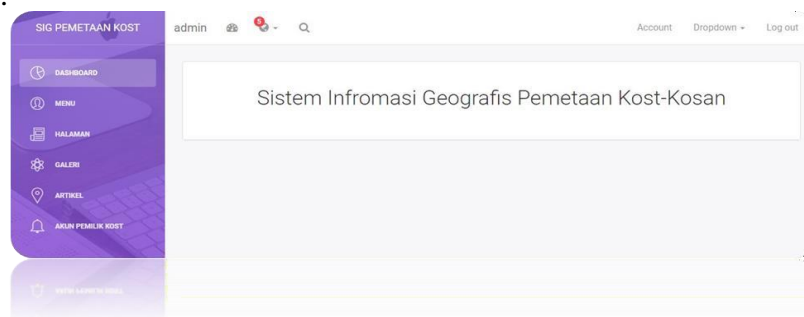 SIG PEMETAAN KOST
admin 5 Account Dropdown Log out
DASHBOARD
MENU
HALAMAN
GALERI
ARTIKEL
AKUN PEMILIK KOST
Sistem Infromasi Geografis Pemetaan Kost-Kosan